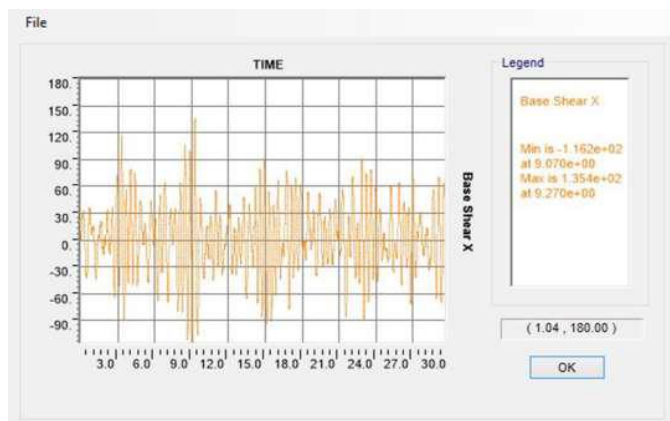 File
TIME
Legend
180.
150.
120.
90.
60.
30.
0.
-30.
-60.
-90.
Base Shear X
Base Shear X
Min is -1.162e+02
at 9.070e+00
Max is 1.354e+02
at 9.270e+00
( 1.04 , 180.00 )
OK
3.0 6.0 9.0 12.0 15.0 18.0 21.0 24.0 27.0 30.0